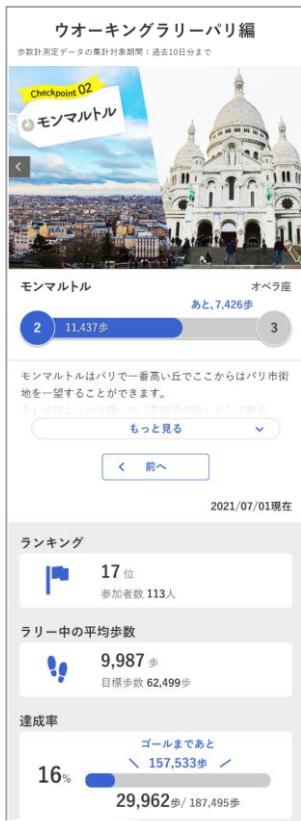 ウオーキングラリーパリ編
歩数計測定データの集計対象期間：過去10日分まで
Checkpoint 02
モンマルトル
モンマルトル
オペラ座
あと、7,426歩
2
11,437歩
3
モンマルトルはパリで一番高い丘でここからはパリ市街
地を一望することができます。
もっと見る
前へ
2021/07/01現在
ランキング
17 位
参加者数 113人
ラリー中の平均歩数
9,987 歩
目標歩数 62,499歩
達成率
ゴールまであと
157,533歩
16%
29,962歩/ 187,495歩